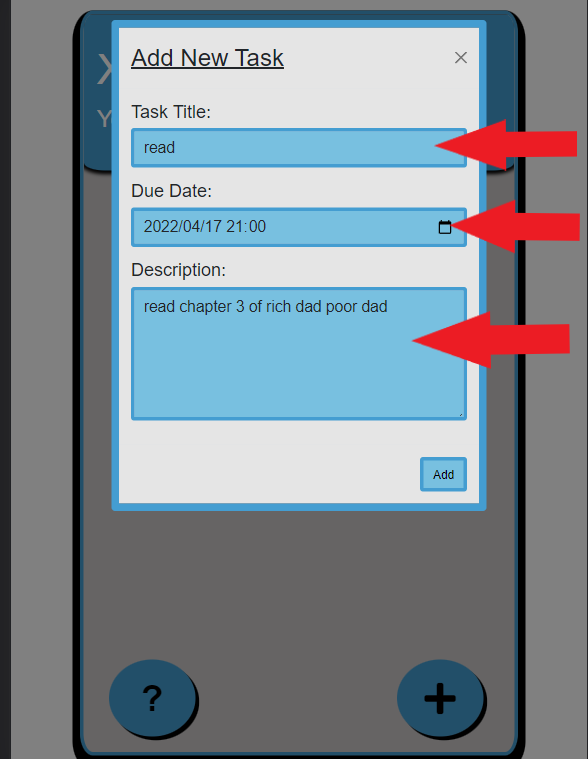 Add New Task
Task Title:
read
Due Date:
2022/04/17 21:00
Description:
read chapter 3 of rich dad poor dad
Add
?